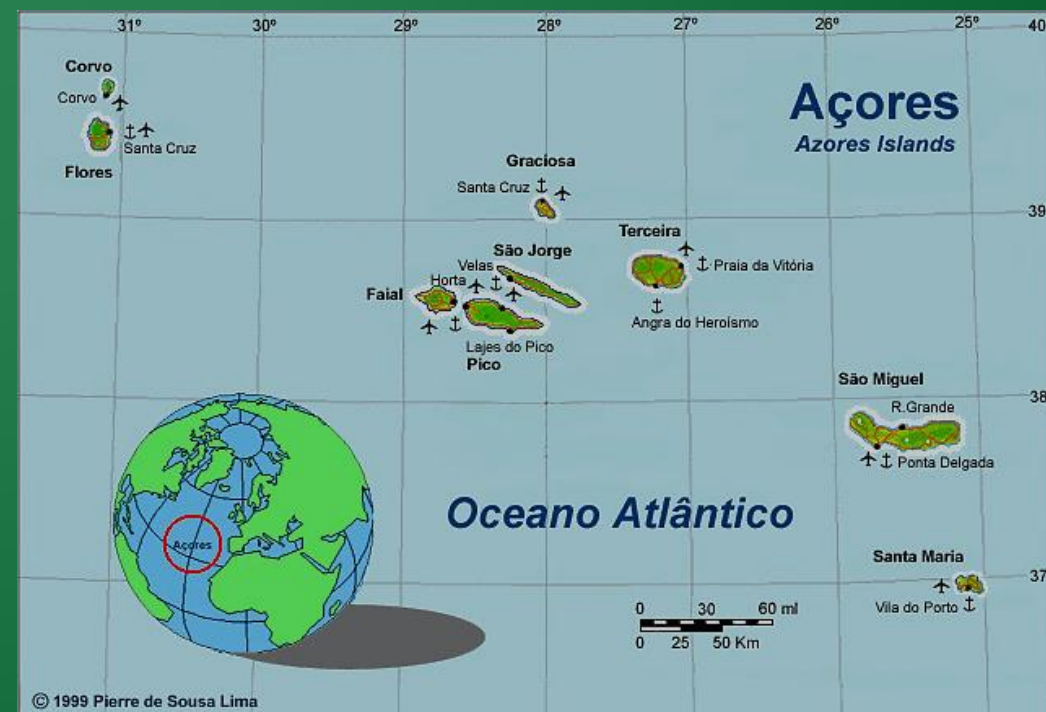 31º 30º 29º 28º 27º 26º 25º 40
Corvo
Corvo
Santa Cruz
Flores
Açores
Azores Islands
Graciosa
Santa Cruz
39
Terceira
Praia da Vitória
Angra do Heroísmo
São Jorge
Velas
Horta
Faial
Lajes do Pico
Pico
38
São Miguel
R.Grande
Ponta Delgada
Açores
Oceano Atlântico
Santa Maria
37
Vila do Porto
0 30 60 ml
0 25 50 Km
© 1999 Pierre de Sousa Lima